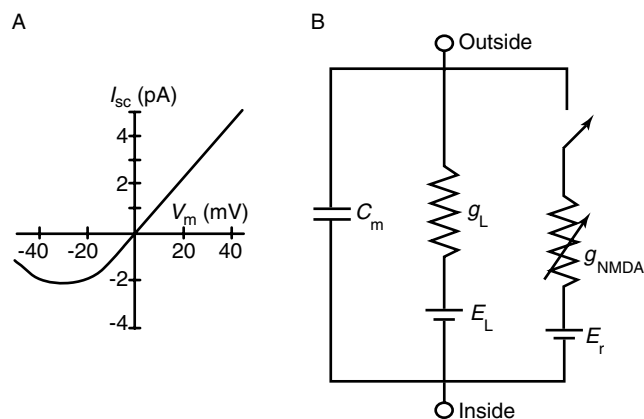 A
I_sc (pA)
4
2
V_m (mV)
-40 -20 20 40
-2
-4
B
Outside
C_m
g_L
g_NMDA
E_L
E_r
Inside